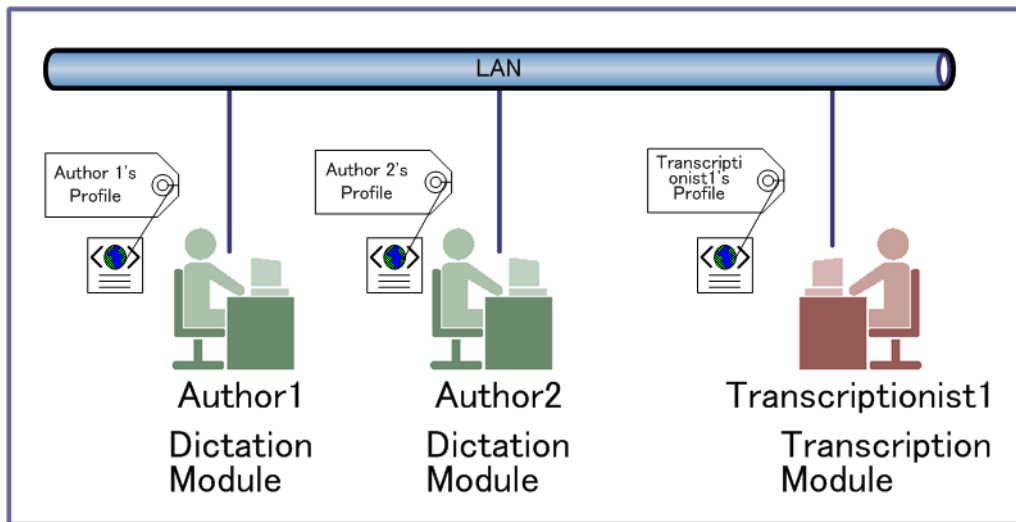 LAN
Author 1's
Profile
Author 2's
Profile
Transcripti
onist1's
Profile
Author1
Dictation
Module
Author2
Dictation
Module
Transcriptionist1
Transcription
Module